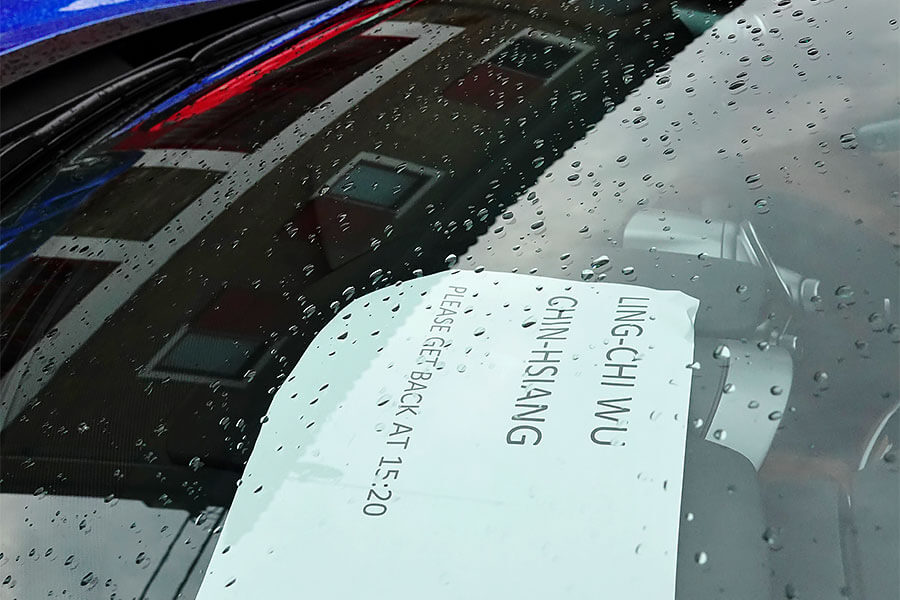 LING-CHI WU
CHIN-HSIANG
PLEASE GET BACK AT 15:20